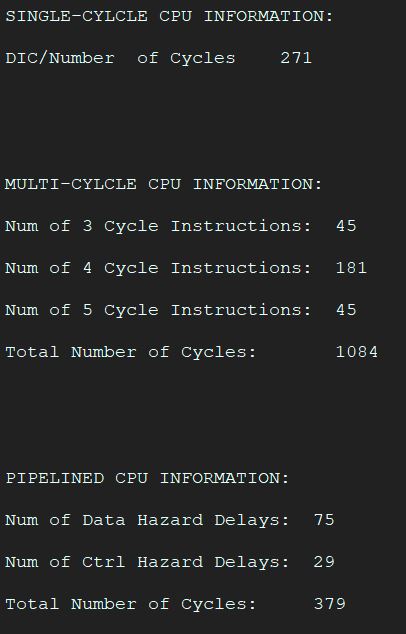 SINGLE-CYLCLE CPU INFORMATION:
DIC/Number of Cycles 271
MULTI-CYLCLE CPU INFORMATION:
Num of 3 Cycle Instructions: 45
Num of 4 Cycle Instructions: 181
Num of 5 Cycle Instructions: 45
Total Number of Cycles: 1084
PIPELINED CPU INFORMATION:
Num of Data Hazard Delays: 75
Num of Ctrl Hazard Delays: 29
Total Number of Cycles: 379